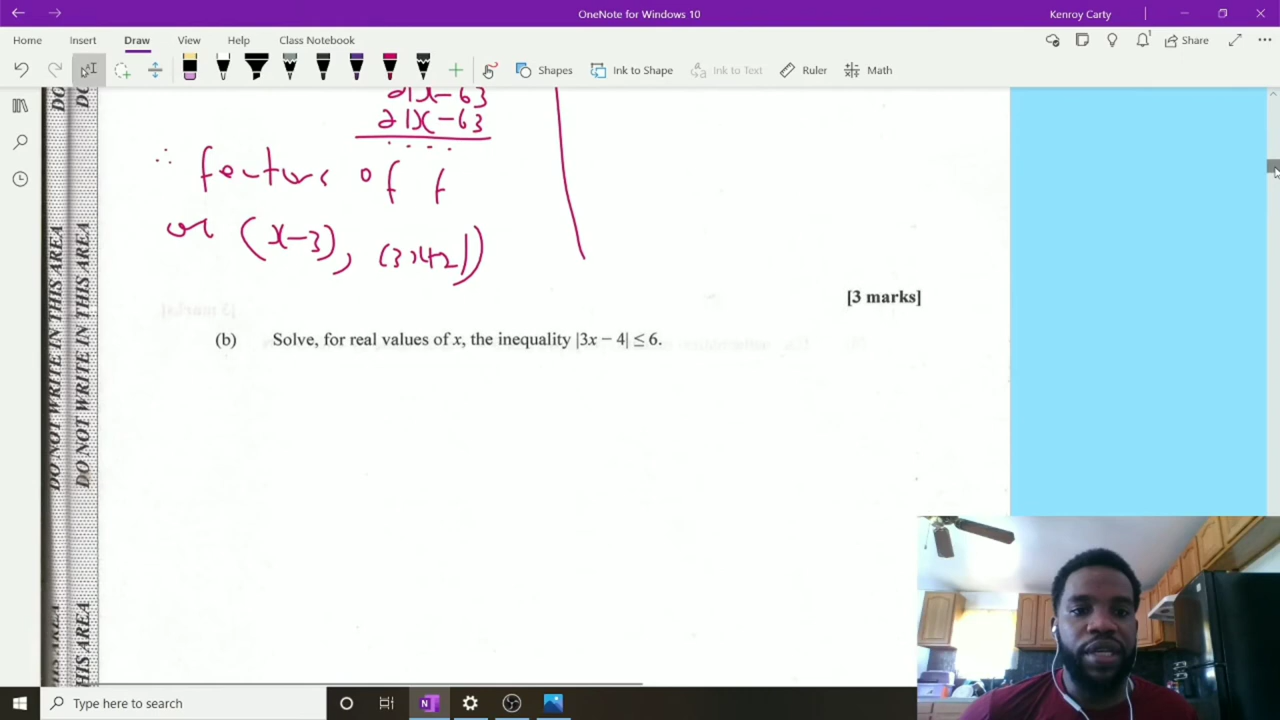 OneNote for Windows 10
Kenroy Carty
Home Insert Draw View Help Class Notebook
Share
Shapes Ink to Shape Ink to Text Ruler Math
21x-63
21x-63
∴ factors of f
or (x-3), (3x+21)
[3 marks]
(b) Solve, for real values of x, the inequality |3x − 4| ≤ 6.
DO NOT WRITE IN THIS AREA
DO NOT WRITE IN THIS AREA
Type here to search